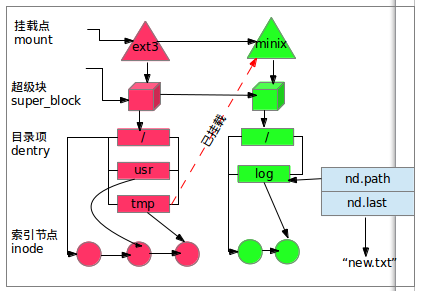 挂载点
mount
ext3
minix
超级块
super_block
目录项
dentry
/
/
已挂载
usr
log
tmp
nd.path
nd.last
索引节点
inode
“new.txt”